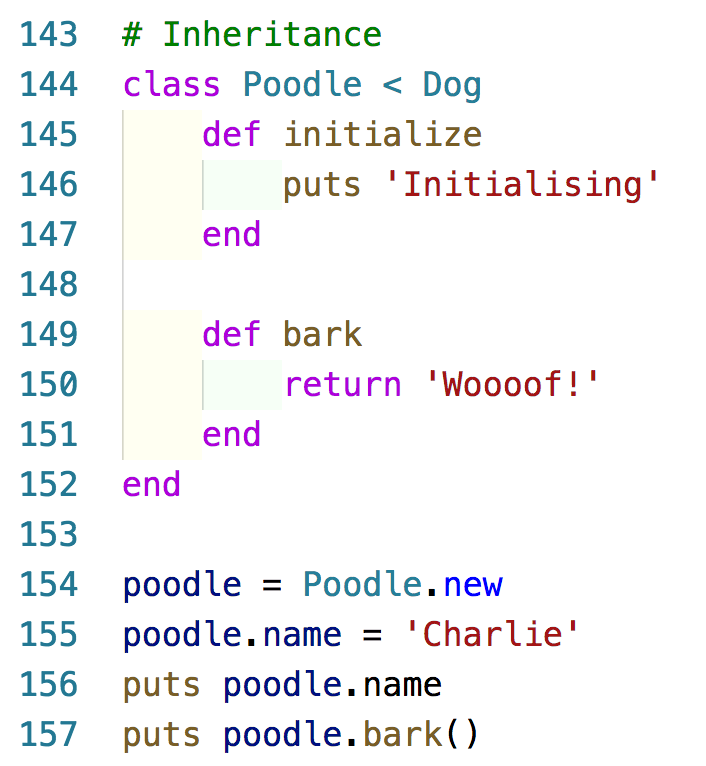 143 # Inheritance
144 class Poodle < Dog
145     def initialize
146         puts 'Initialising'
147     end
148
149     def bark
150         return 'Woooof!'
151     end
152 end
153
154 poodle = Poodle.new
155 poodle.name = 'Charlie'
156 puts poodle.name
157 puts poodle.bark()